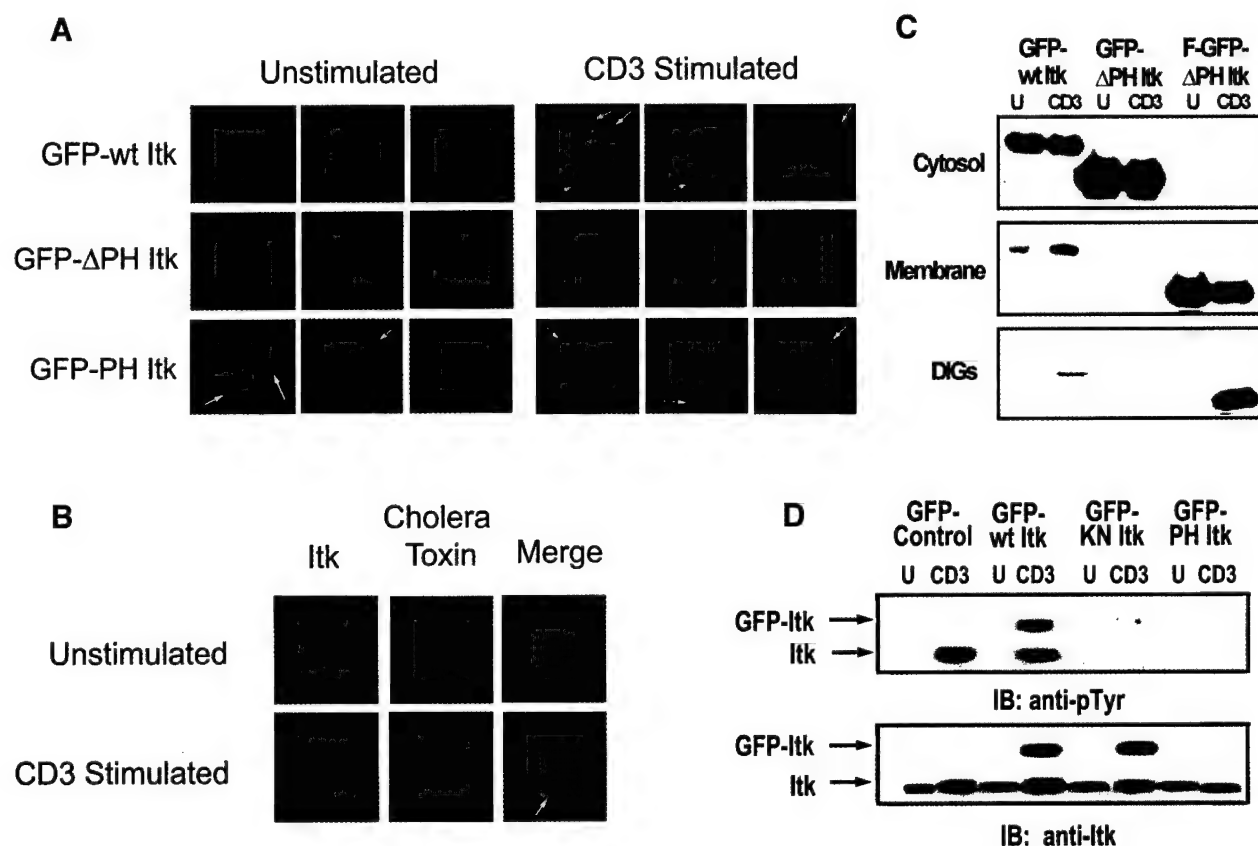 A
Unstimulated CD3 Stimulated
GFP-wt Itk
GFP-ΔPH Itk
GFP-PH Itk
B
Itk Cholera Toxin Merge
Unstimulated
CD3 Stimulated
C
GFP- GFP- F-GFP-
wt Itk ΔPH Itk ΔPH Itk
U CD3 U CD3 U CD3
Cytosol
Membrane
DIGs
D
GFP- GFP- GFP- GFP-
Control wt Itk KN Itk PH Itk
U CD3 U CD3 U CD3 U CD3
GFP-Itk
Itk
IB: anti-pTyr
GFP-Itk
Itk
IB: anti-Itk